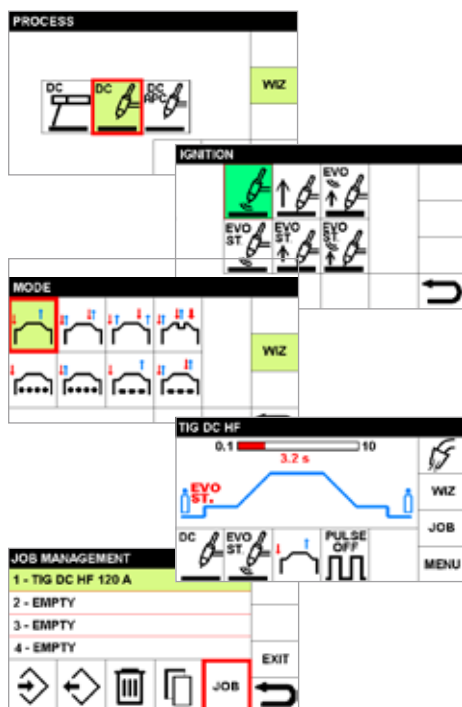 PROCESS
DC
DC
DC
APC
WIZ
IGNITION
EVO
EVO
ST.
EVO
ST.
EVO
ST.
MODE
WIZ
TIG DC HF
0.1 10
3.2 s
EVO
ST.
WIZ
JOB
DC
EVO
ST.
PULSE
OFF
MENU
JOB MANAGEMENT
1 - TIG DC HF 120 A
2 - EMPTY
3 - EMPTY
4 - EMPTY
EXIT
JOB